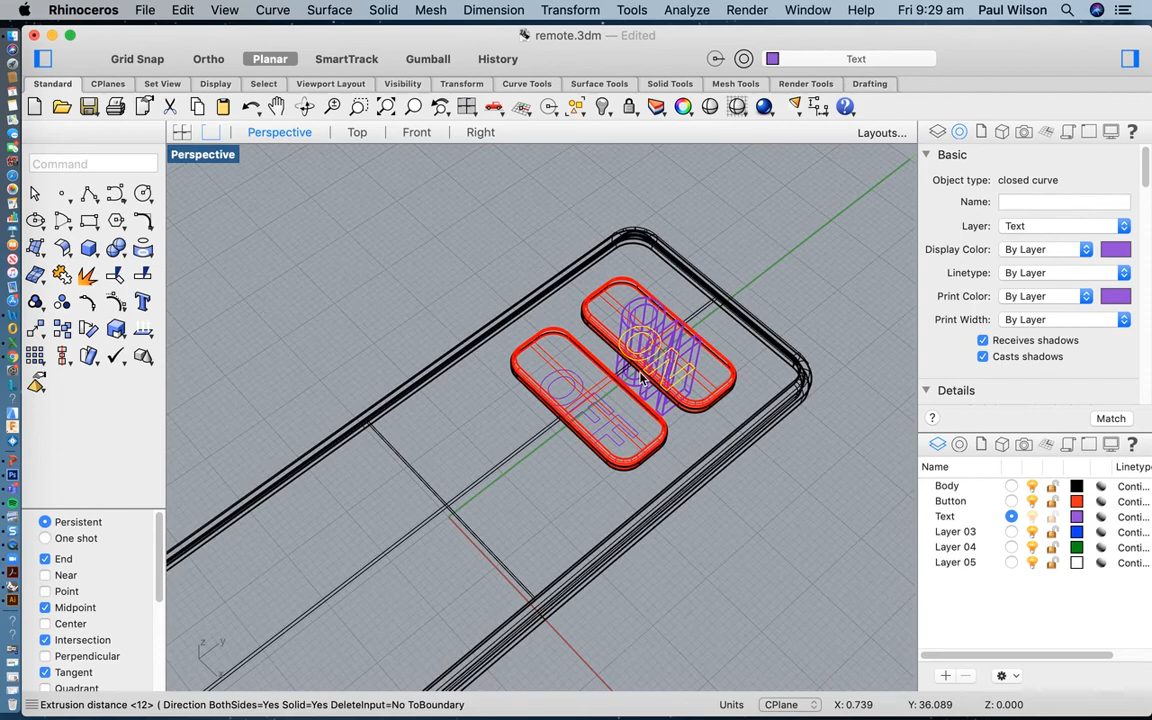 Rhinoceros File Edit View Curve Surface Solid Mesh Dimension Transform Tools Analyze Render Window Help Fri 9:29 am Paul Wilson
remote.3dm — Edited
Grid Snap Ortho Planar SmartTrack Gumball History Text
Standard CPlanes Set View Display Select Viewport Layout Visibility Transform Curve Tools Surface Tools Solid Tools Mesh Tools Render Tools Drafting
Perspective Top Front Right Layouts...
Perspective
Command
Basic
Object type: closed curve
Name:
Layer: Text
Display Color: By Layer
Linetype: By Layer
Print Color: By Layer
Print Width: By Layer
Receives shadows
Casts shadows
Details
? Match
Name Linetyp
Body Conti...
Button Conti...
Text Conti...
Layer 03 Conti...
Layer 04 Conti...
Layer 05 Conti...
Persistent
One shot
End
Near
Point
Midpoint
Center
Intersection
Perpendicular
Tangent
Quadrant
ON
OFF
z y x
Extrusion distance <12> ( Direction BothSides=Yes Solid=Yes DeleteInput=No ToBoundary
Units CPlane X: 0.739 Y: 36.089 Z: 0.000